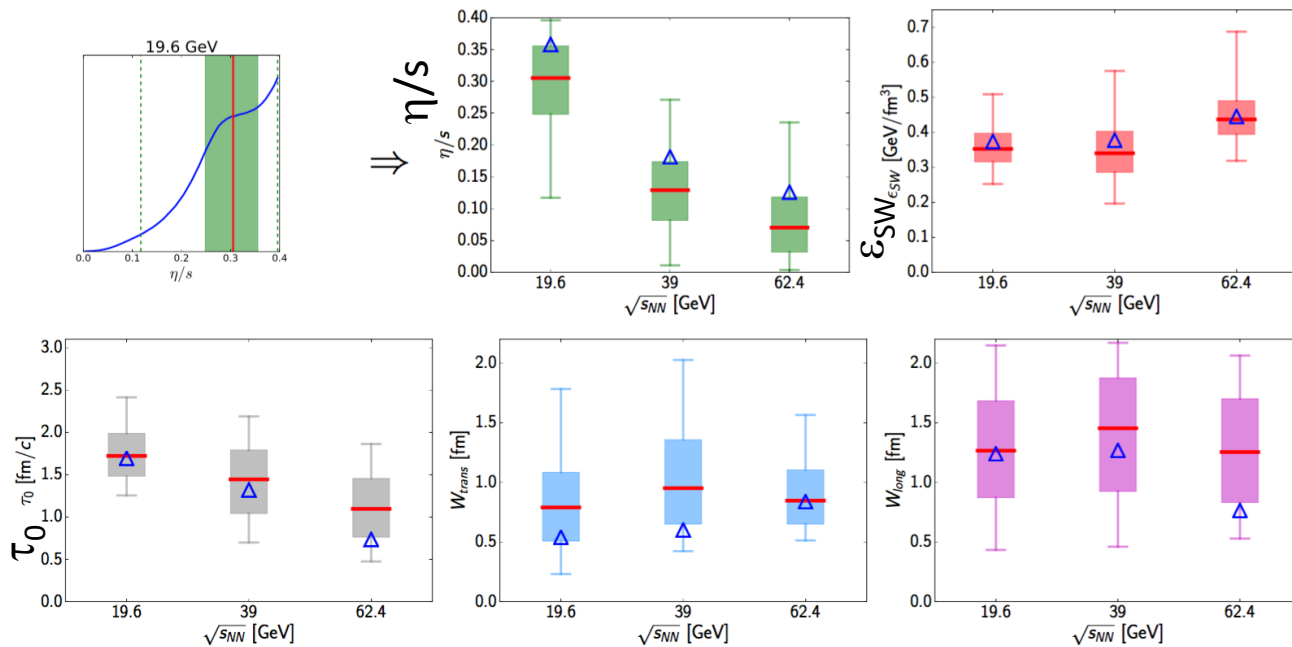 19.6 GeV
0.0 0.1 0.2 0.3 0.4
η/s
⇒
η/s
η/s
0.40
0.35
0.30
0.25
0.20
0.15
0.10
0.05
0.00
19.6 39 62.4
√sNN [GeV]
εSW
εSW [GeV/fm³]
0.7
0.6
0.5
0.4
0.3
0.2
0.1
0.0
19.6 39 62.4
√sNN [GeV]
τ0
τ0 [fm/c]
3.0
2.5
2.0
1.5
1.0
0.5
0.0
19.6 39 62.4
√sNN [GeV]
Wtrans [fm]
2.0
1.5
1.0
0.5
0.0
19.6 39 62.4
√sNN [GeV]
Wlong [fm]
2.0
1.5
1.0
0.5
0.0
19.6 39 62.4
√sNN [GeV]